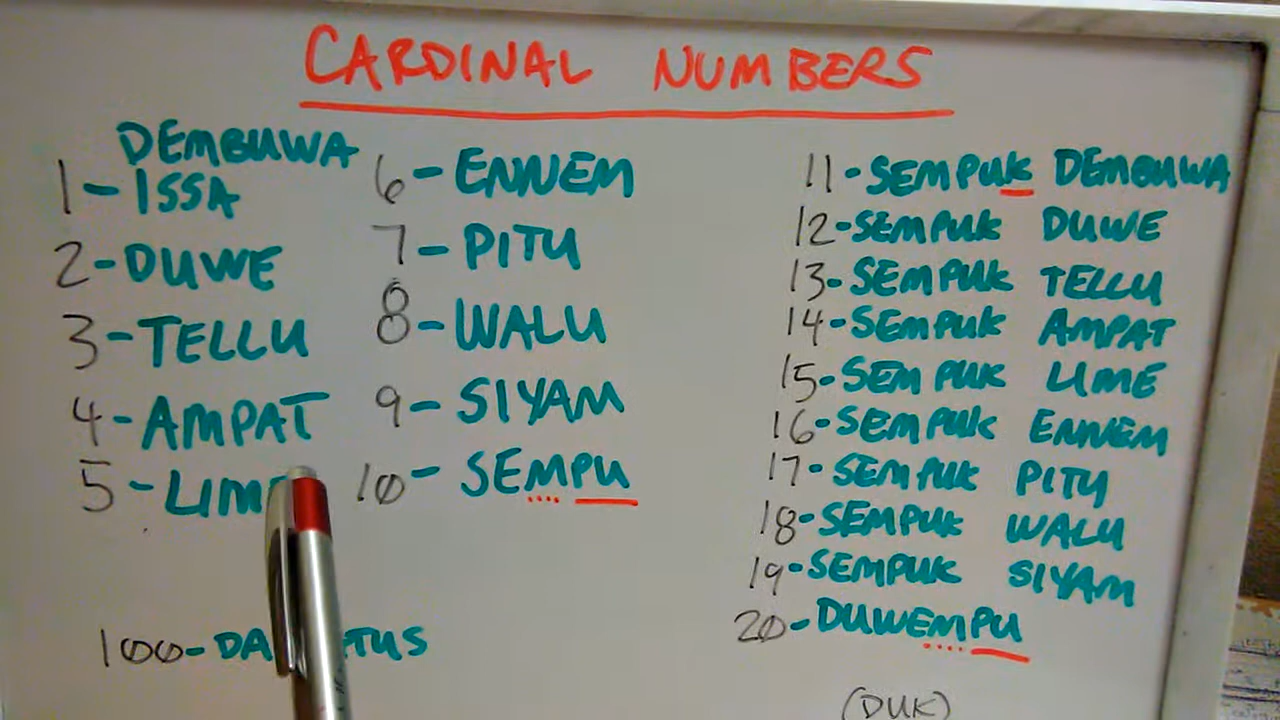 CARDINAL NUMBERS
DEMBUWA
1-ISSA
2-DUWE
3-TELLU
4-AMPAT
5-
6-ENNEM
7-PITU
8-WALU
9-SIYAM
10-SEMPU
100-
11-SEMPUK DEMBUWA
12-SEMPUK DUWE
13-SEMPUK TELLU
14-SEMPUK AMPAT
15-SEMPUK LIME
16-SEMPUK ENNEM
17-SEMPUK PITU
18-SEMPUK WALU
19-SEMPUK SIYAM
20-DUWEMPU
(DUK)